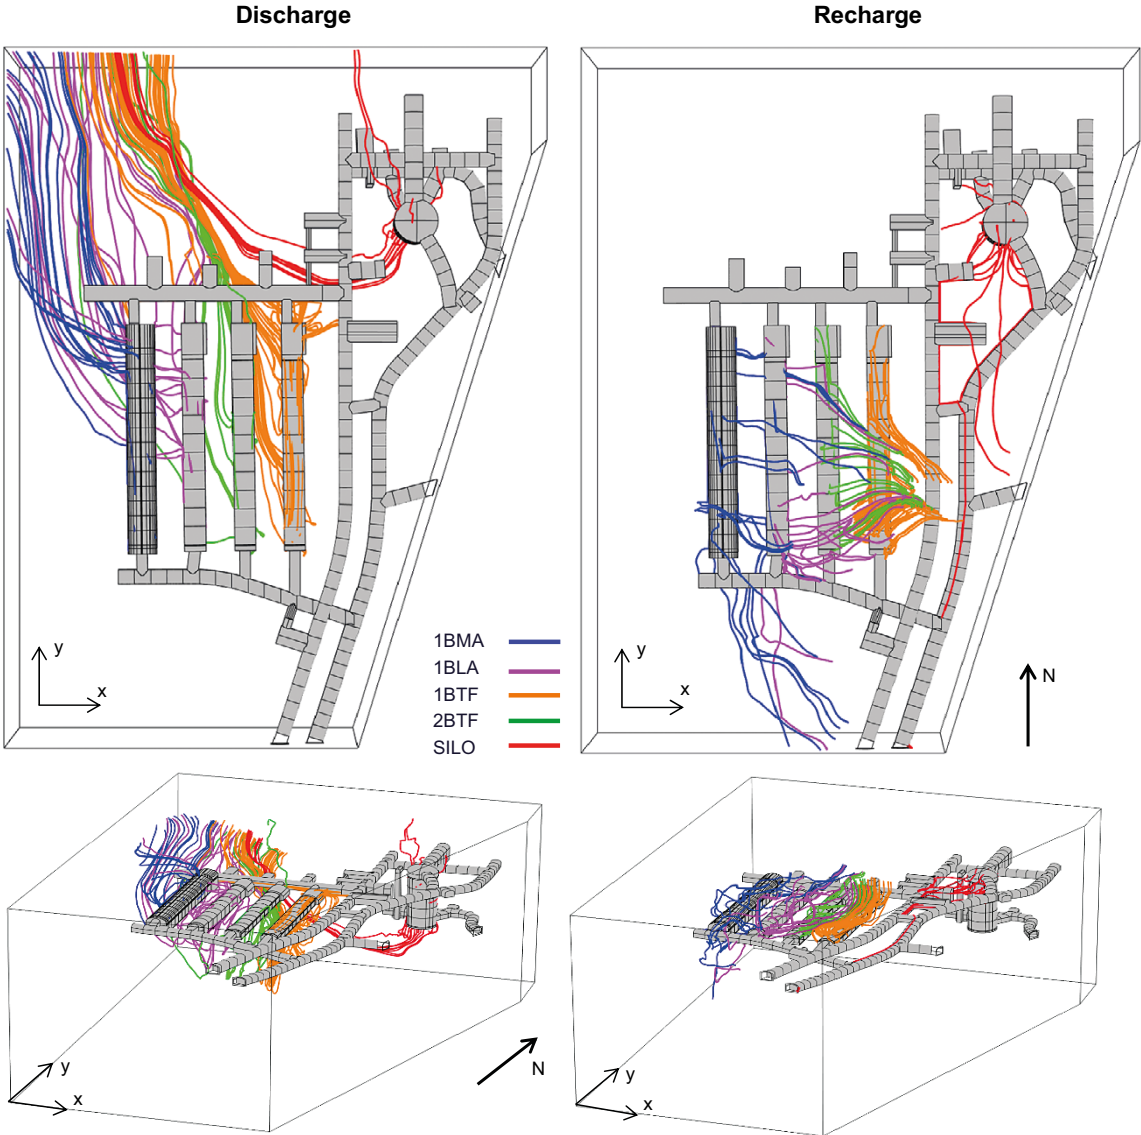 Discharge
Recharge
y
x
1BMA
1BLA
1BTF
2BTF
SILO
y
x
N
y
x
N
y
x